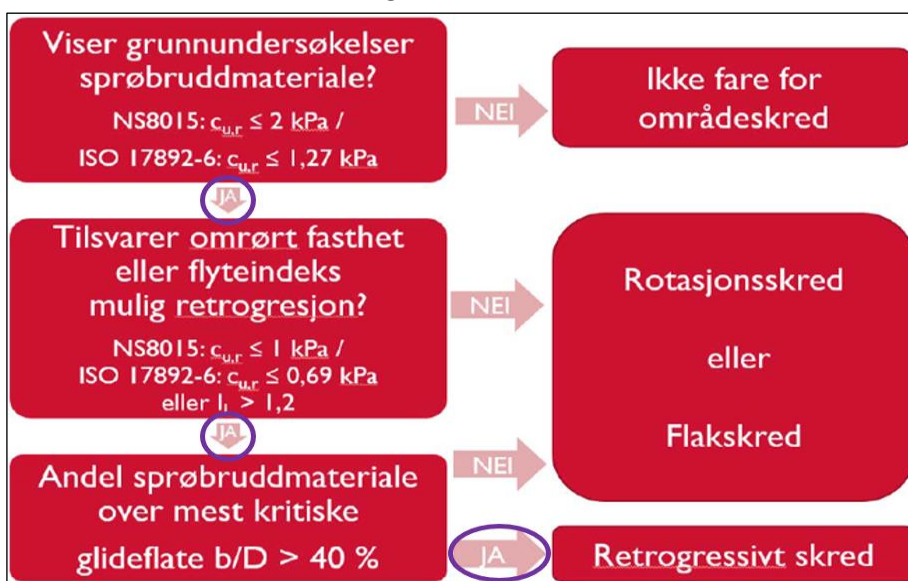 Viser grunnundersøkelser
sprøbruddmateriale?
NS8015: cu,r ≤ 2 kPa /
ISO 17892-6: cu,r ≤ 1,27 kPa
NEI
Ikke fare for
områdeskred
JA
Tilsvarer omrørt fasthet
eller flyteindeks
mulig retrogresjon?
NS8015: cu,r ≤ 1 kPa /
ISO 17892-6: cu,r ≤ 0,69 kPa
eller IL > 1,2
NEI
Rotasjonsskred
eller
Flakskred
JA
Andel sprøbruddmateriale
over mest kritiske
glideflate b/D > 40 %
NEI
JA
Retrogressivt skred